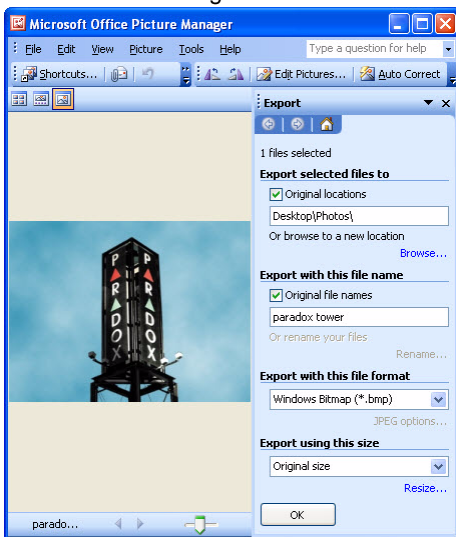 Microsoft Office Picture Manager
File Edit View Picture Tools Help Type a question for help
Shortcuts... Edit Pictures... Auto Correct
Export
1 files selected
Export selected files to
Original locations
Desktop\Photos\
Or browse to a new location
Browse...
Export with this file name
Original file names
paradox tower
Or rename your files
Rename...
Export with this file format
Windows Bitmap (*.bmp)
JPEG options...
Export using this size
Original size
Resize...
OK
PARADOX
PARADOX
parado...